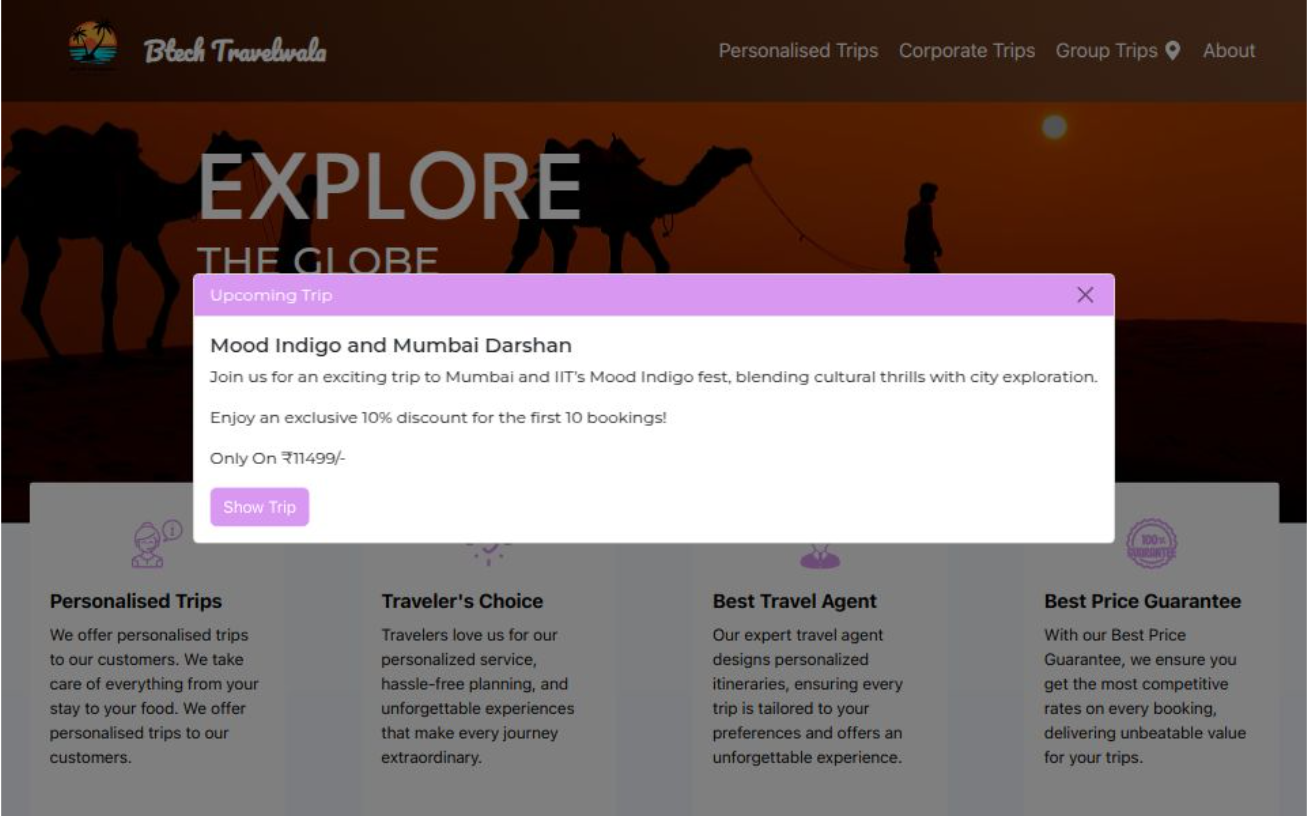 Btech Travelwala
Personalised Trips Corporate Trips Group Trips About
EXPLORE
THE GLOBE
Upcoming Trip
Mood Indigo and Mumbai Darshan
Join us for an exciting trip to Mumbai and IIT's Mood Indigo fest, blending cultural thrills with city exploration.
Enjoy an exclusive 10% discount for the first 10 bookings!
Only On ₹11499/-
Show Trip
Personalised Trips
We offer personalised trips
to our customers. We take
care of everything from your
stay to your food. We offer
personalised trips to our
customers.
Traveler's Choice
Travelers love us for our
personalized service,
hassle-free planning, and
unforgettable experiences
that make every journey
extraordinary.
Best Travel Agent
Our expert travel agent
designs personalized
itineraries, ensuring every
trip is tailored to your
preferences and offers an
unforgettable experience.
100%
GUARANTEE
Best Price Guarantee
With our Best Price
Guarantee, we ensure you
get the most competitive
rates on every booking,
delivering unbeatable value
for your trips.